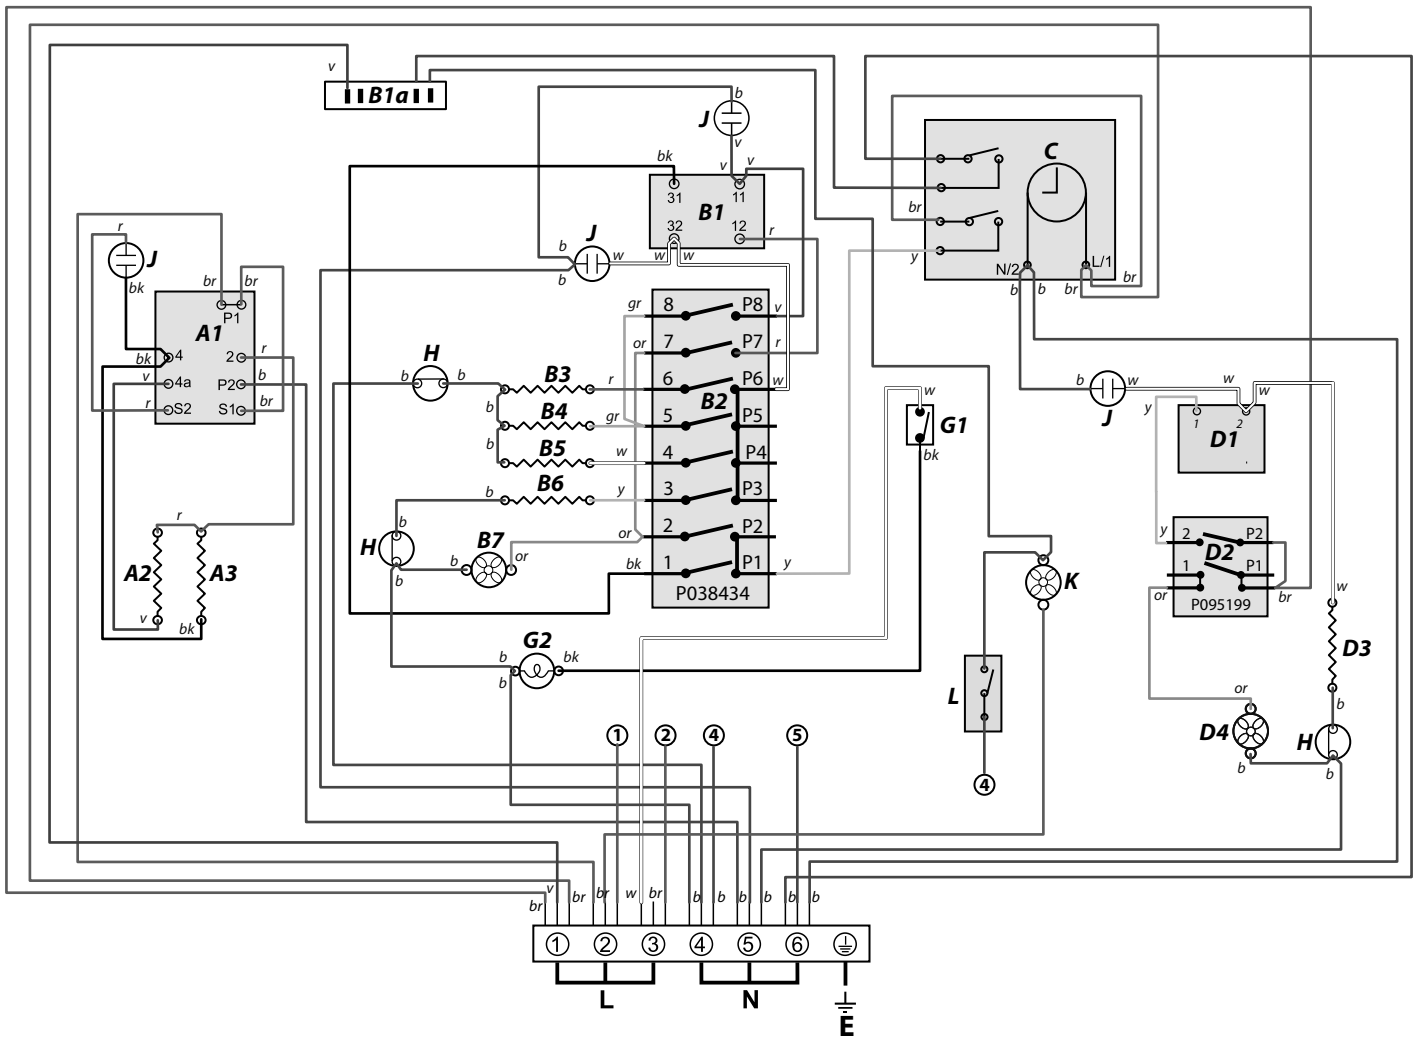 v
B1a
b
J
v
bk
v
v
31
11
B1
32
12
r
J
b
b
w
w
w
C
br
y
N/2
L/1
b
b
br
br
r
J
bk
br
br
P1
A1
bk
4
2
r
v
4a
P2
b
r
S2
S1
br
r
A2
A3
v
bk
gr
8
P8
v
or
7
P7
r
H
b
b
B3
r
6
P6
w
b
B4
gr
B2
5
P5
b
B5
w
4
P4
B6
b
y
3
P3
b
H
B7
b
b
or
or
2
P2
bk
1
P1
y
P038434
w
G1
bk
G2
b
b
bk
K
L
4
b
J
w
w
w
y
1
2
D1
y
2
P2
D2
1
P1
or
br
P095199
w
D3
or
b
D4
H
b
b
1
2
4
5
br
v
br
br
w
br
b
b
b
b
b
b
b
1
2
3
4
5
6
L
N
E